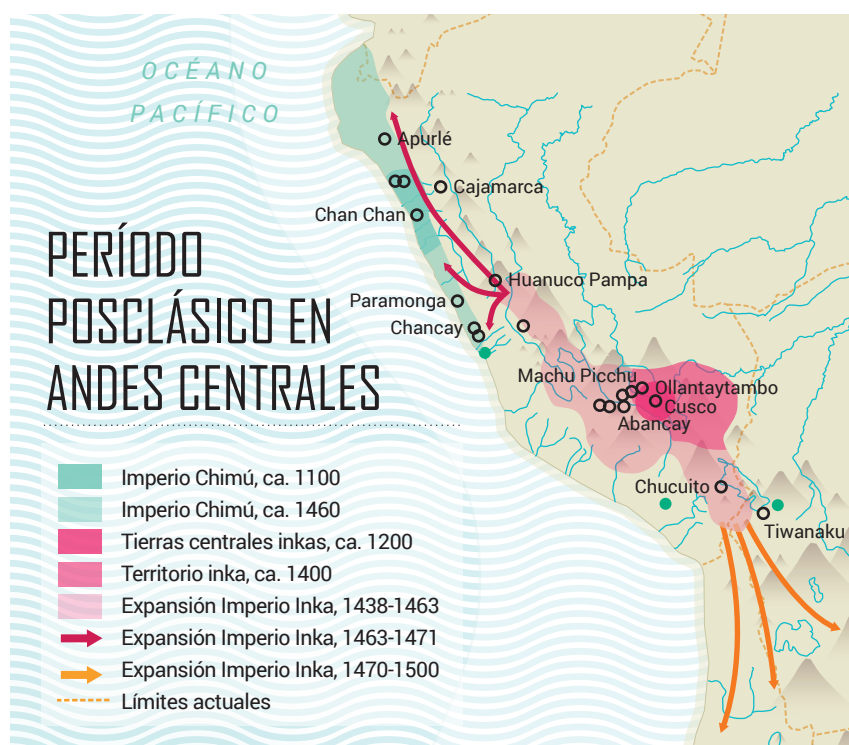 OCÉANO
PACÍFICO
Apurlé
Cajamarca
Chan Chan
PERÍODO
POSCLÁSICO EN
ANDES CENTRALES
Huanuco Pampa
Paramonga
Chancay
Machu Picchu
Ollantaytambo
Cusco
Abancay
Chucuito
Tiwanaku
Imperio Chimú, ca. 1100
Imperio Chimú, ca. 1460
Tierras centrales inkas, ca. 1200
Territorio inka, ca. 1400
Expansión Imperio Inka, 1438-1463
Expansión Imperio Inka, 1463-1471
Expansión Imperio Inka, 1470-1500
Límites actuales